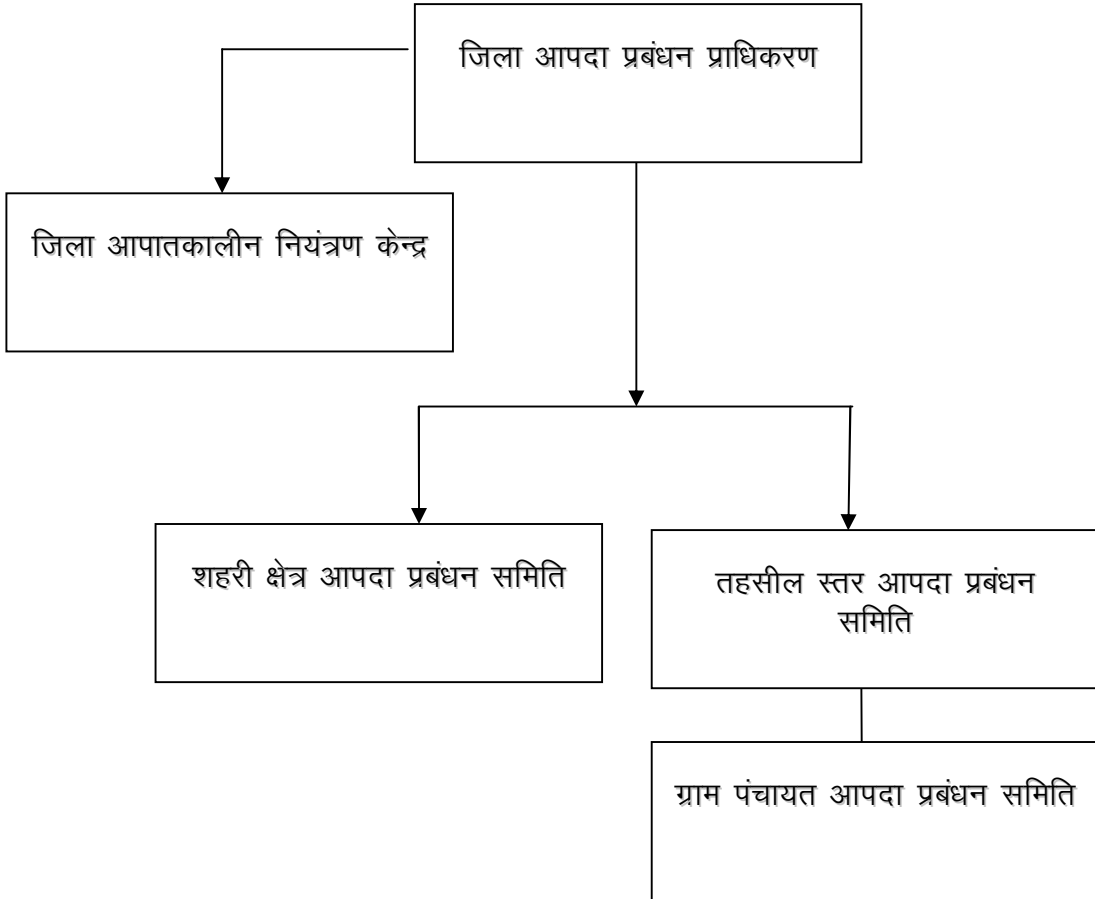 जिला आपदा प्रबंधन प्राधिकरण
जिला आपातकालीन नियंत्रण केन्द्र
शहरी क्षेत्र आपदा प्रबंधन समिति
तहसील स्तर आपदा प्रबंधन
समिति
ग्राम पंचायत आपदा प्रबंधन समिति